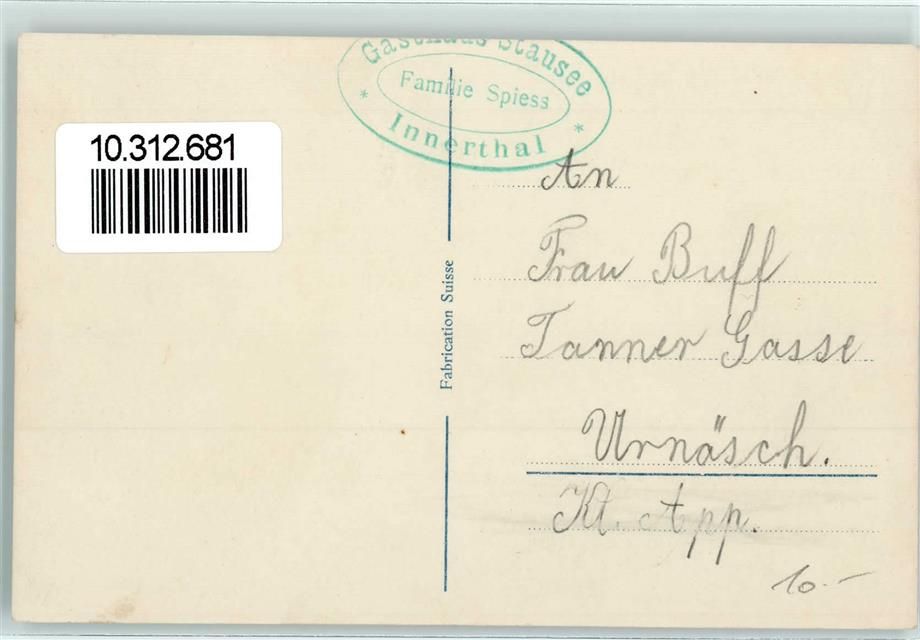 Gasthaus Stausee
Familie Spiess
* Innerthal *
10.312.681
Fabrication Suisse
An
Frau Buff
Tanner Gasse
Urnäsch.
Kt. App.
10.-